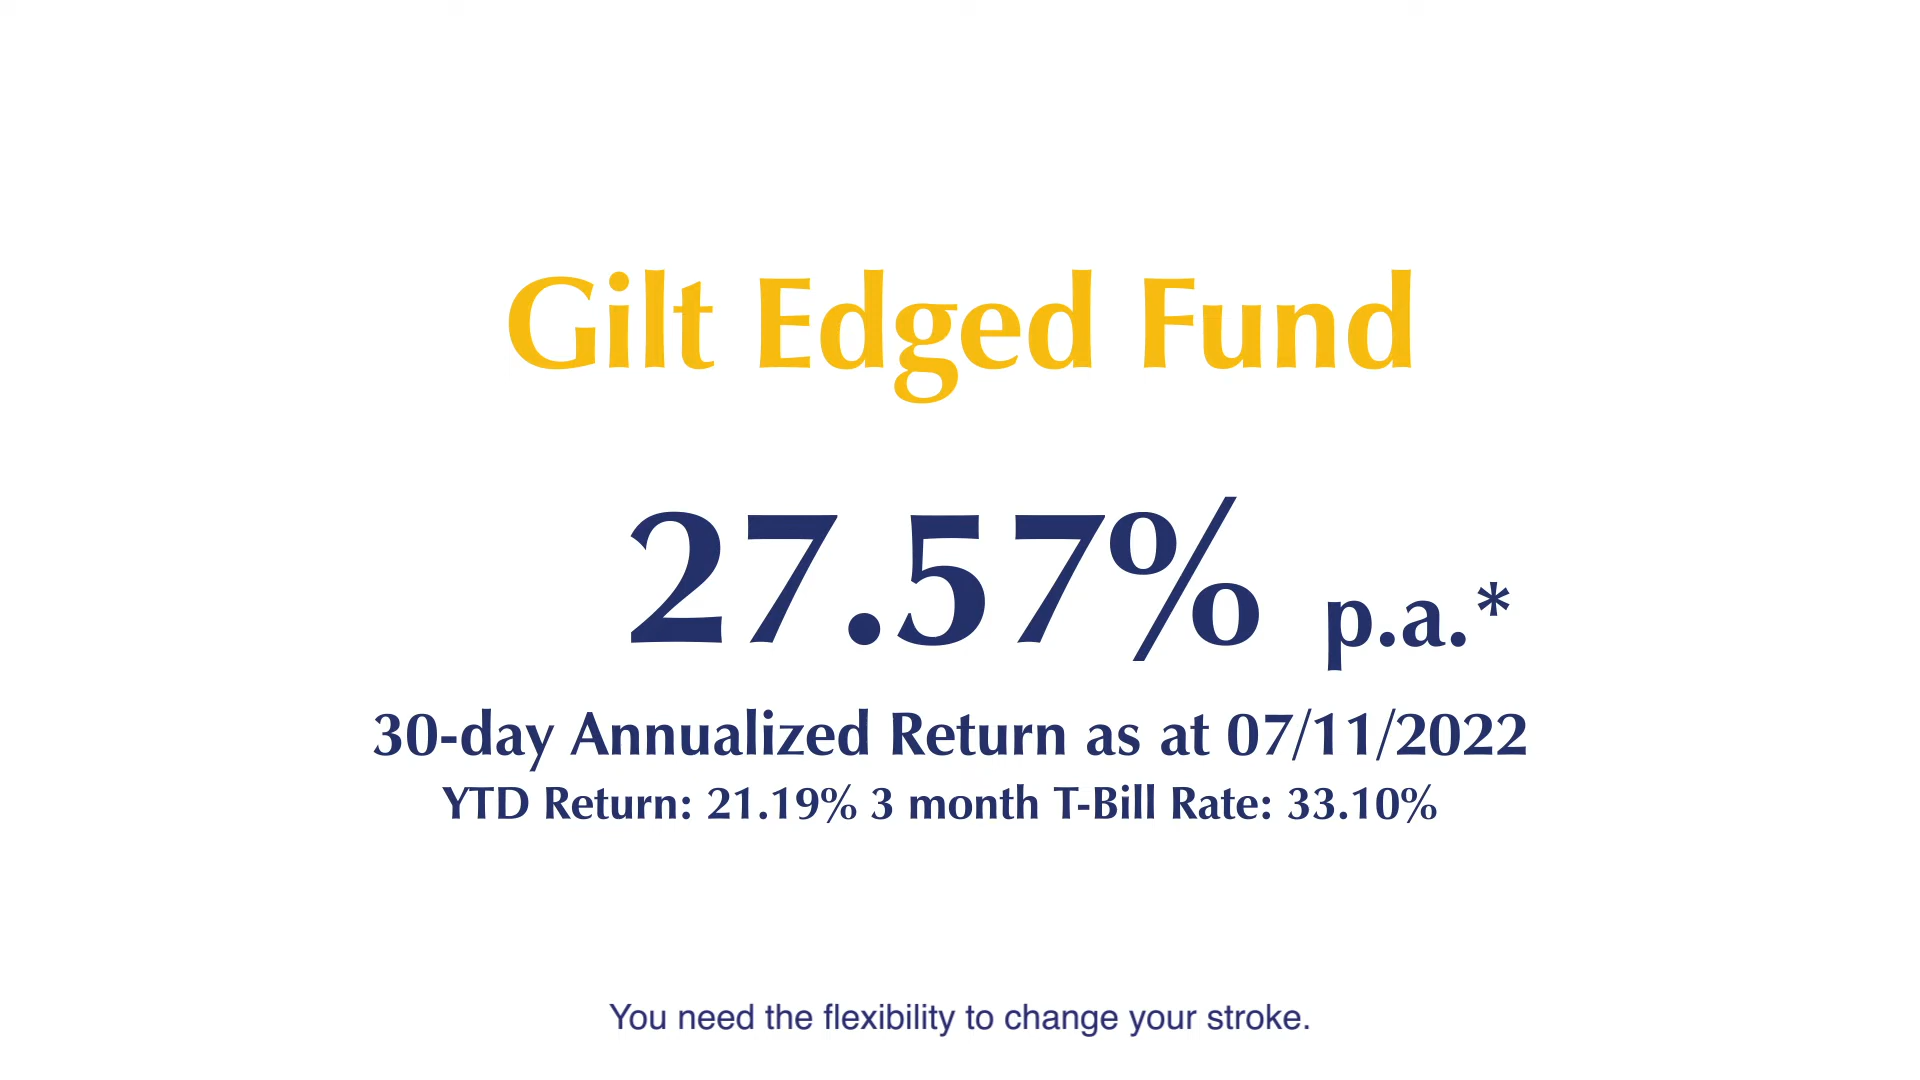 Gilt Edged Fund
27.57% p.a.*
30-day Annualized Return as at 07/11/2022
YTD Return: 21.19% 3 month T-Bill Rate: 33.10%
You need the flexibility to change your stroke.